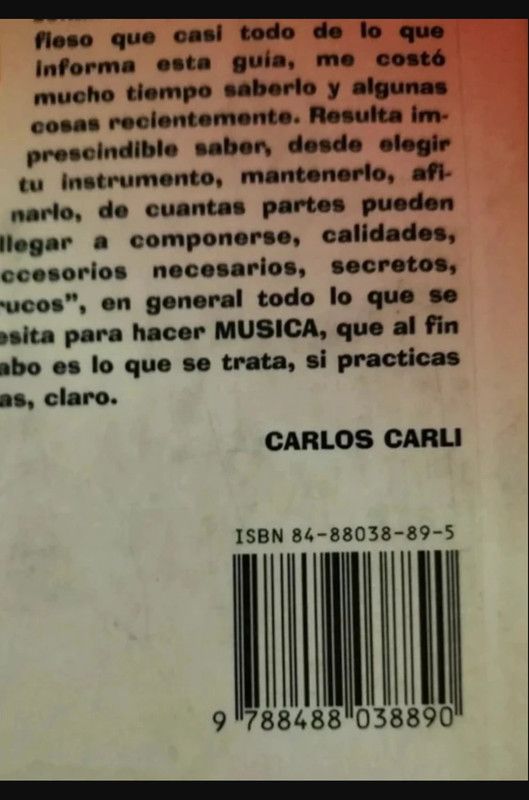 fieso que casi todo de lo que
informa esta guía, me costó
mucho tiempo saberlo y algunas
cosas recientemente. Resulta im-
prescindible saber, desde elegir
tu instrumento, mantenerlo, afi-
narlo, de cuantas partes pueden
llegar a componerse, calidades,
ccesorios necesarios, secretos,
rucos", en general todo lo que se
esita para hacer MUSICA, que al fin
abo es lo que se trata, si practicas
as, claro.
CARLOS CARLI
ISBN 84-88038-89-5
9 788488 038890